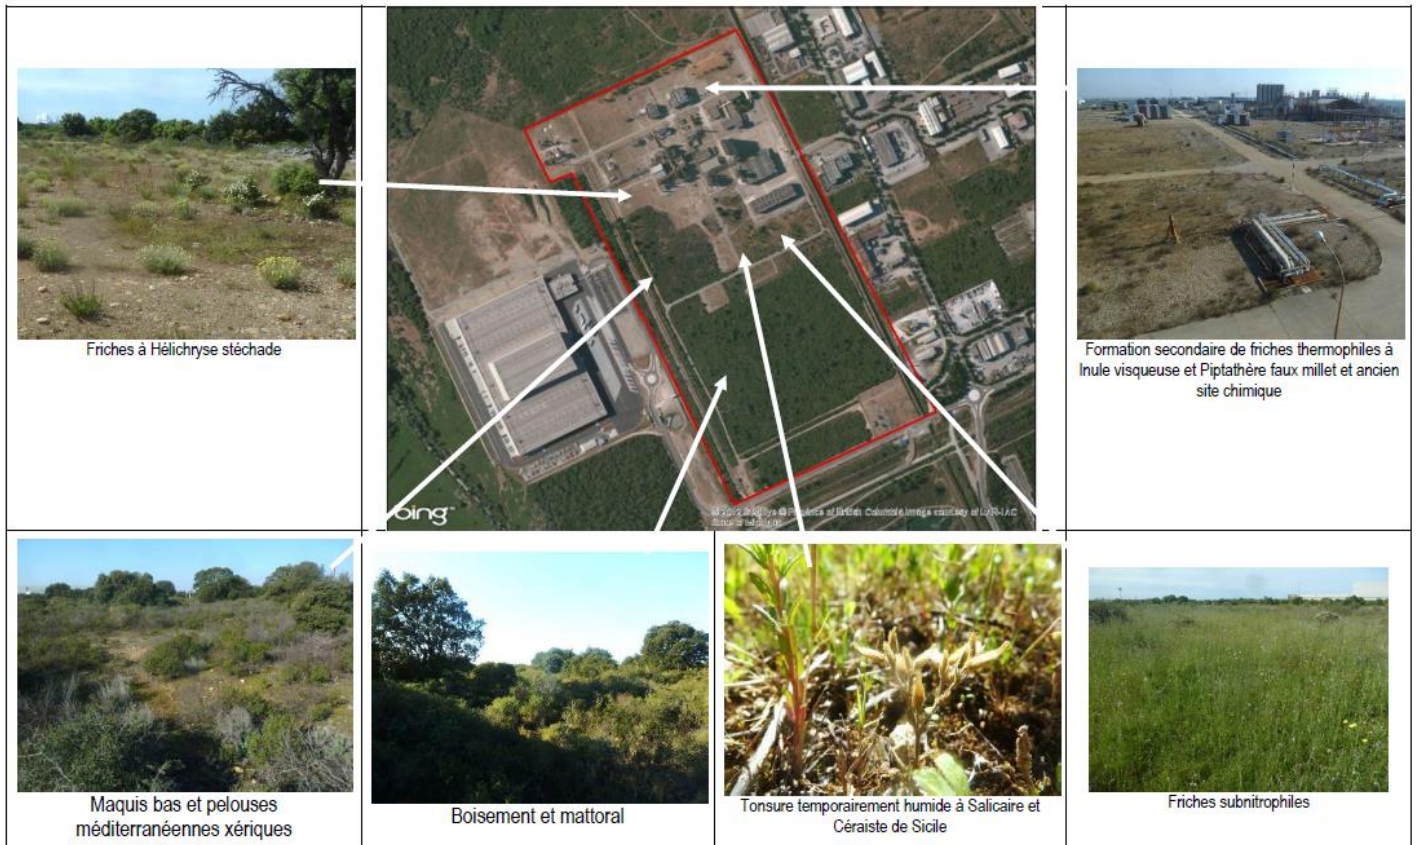 Friches à Hélichryse stéchade
Formation secondaire de friches thermophiles à
Inule visqueuse et Piptathère faux millet et ancien
site chimique
bing
Maquis bas et pelouses
méditerranéennes xériques
Boisement et mattoral
Tonsure temporairement humide à Salicaire et
Céraiste de Sicile
Friches subnitrophiles